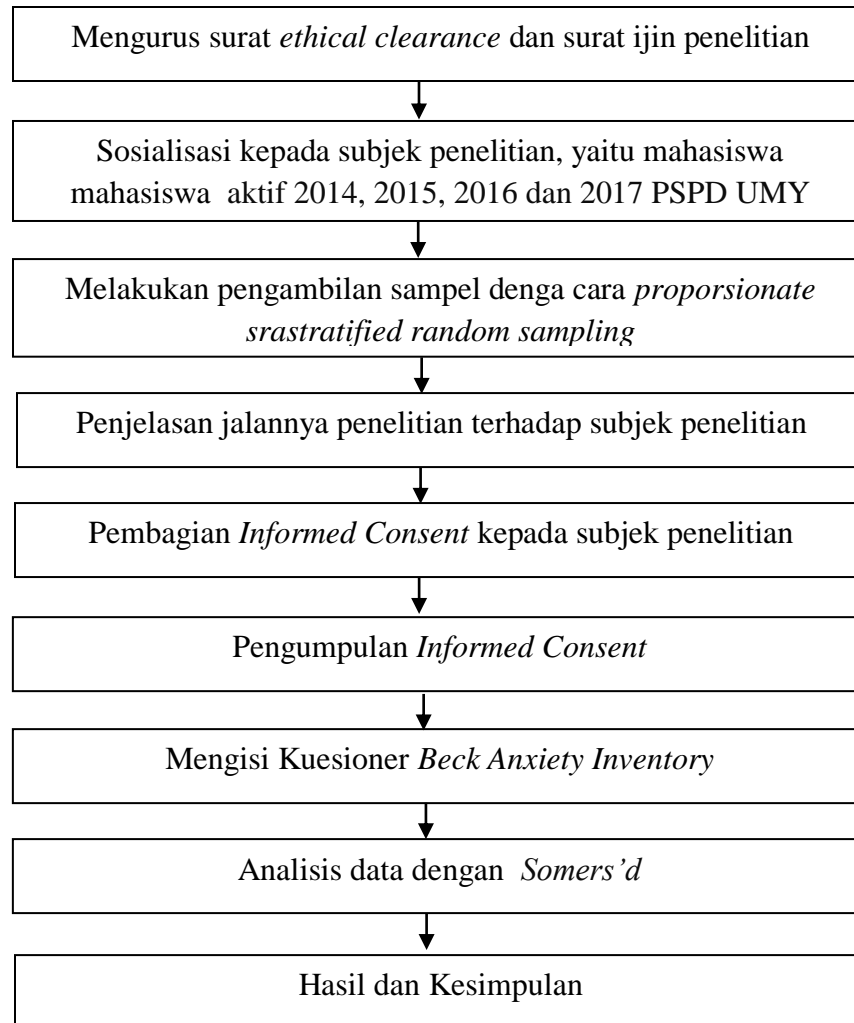 Mengurus surat ethical clearance dan surat ijin penelitian
Sosialisasi kepada subjek penelitian, yaitu mahasiswa
mahasiswa aktif 2014, 2015, 2016 dan 2017 PSPD UMY
Melakukan pengambilan sampel denga cara proporsionate
srastratified random sampling
Penjelasan jalannya penelitian terhadap subjek penelitian
Pembagian Informed Consent kepada subjek penelitian
Pengumpulan Informed Consent
Mengisi Kuesioner Beck Anxiety Inventory
Analisis data dengan Somers’d
Hasil dan Kesimpulan